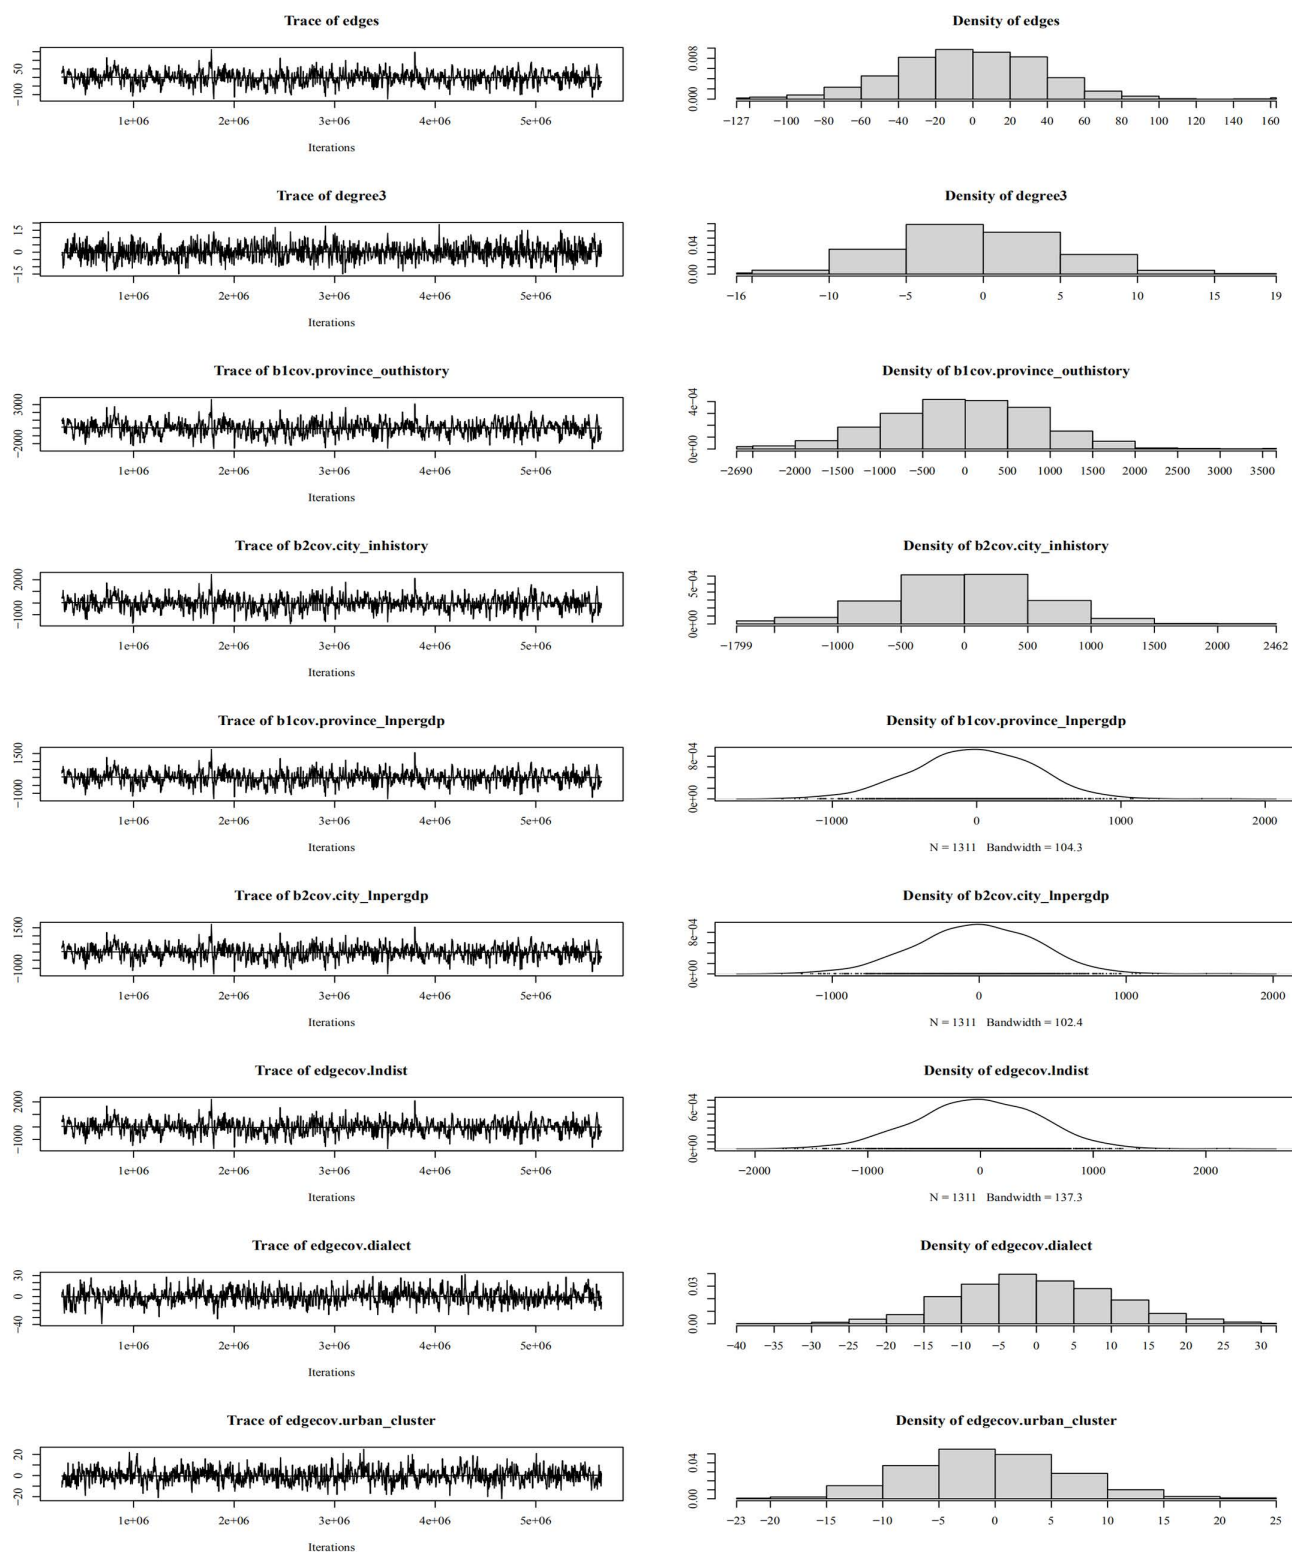 Trace of edges
Density of edges
50
−100
1e+06 2e+06 3e+06 4e+06 5e+06
Iterations
0.008
0.000
−127 −100 −80 −60 −40 −20 0 20 40 60 80 100 120 160
Trace of degree3
Density of degree3
15
0
−15
1e+06 2e+06 3e+06 4e+06 5e+06
Iterations
0.04
0.00
−16 −10 −5 0 5 10 15 19
Trace of b1cov.province_outhistory
Density of b1cov.province_outhistory
3000
−2000
1e+06 2e+06 3e+06 4e+06 5e+06
Iterations
4e−04
0e+00
−2690 −2000 −1500 −1000 −500 0 500 1000 1500 2000 2500 3000 3500
Trace of b2cov.city_inhistory
Density of b2cov.city_inhistory
2000
−1000
1e+06 2e+06 3e+06 4e+06 5e+06
Iterations
5e−04
0e+00
−1799 −1000 −500 0 500 1000 1500 2000 2462
Trace of b1cov.province_lnpergdp
Density of b1cov.province_lnpergdp
1500
−1000
1e+06 2e+06 3e+06 4e+06 5e+06
Iterations
8e−04
0e+00
−1000 0 1000 2000
N = 1311 Bandwidth = 104.3
Trace of b2cov.city_lnpergdp
Density of b2cov.city_lnpergdp
1500
−1000
1e+06 2e+06 3e+06 4e+06 5e+06
Iterations
8e−04
0e+00
−1000 0 1000 2000
N = 1311 Bandwidth = 102.4
Trace of edgecov.lndist
Density of edgecov.lndist
2000
−1000
1e+06 2e+06 3e+06 4e+06 5e+06
Iterations
6e−04
0e+00
−2000 −1000 0 1000 2000
N = 1311 Bandwidth = 137.3
Trace of edgecov.dialect
Density of edgecov.dialect
30
0
−40
1e+06 2e+06 3e+06 4e+06 5e+06
Iterations
0.03
0.00
−40 −35 −30 −25 −20 −15 −10 −5 0 5 10 15 20 25 30
Trace of edgecov.urban_cluster
Density of edgecov.urban_cluster
20
0
−20
1e+06 2e+06 3e+06 4e+06 5e+06
Iterations
0.04
0.00
−23 −20 −15 −10 −5 0 5 10 15 20 25